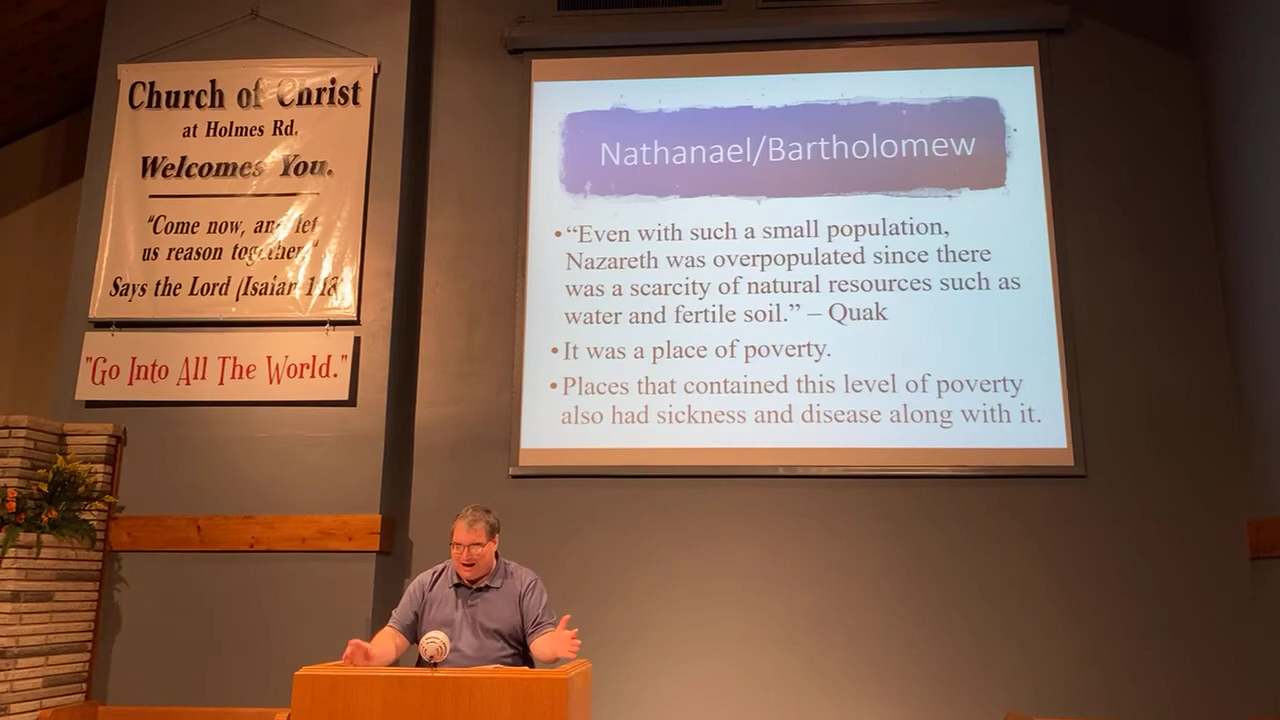 Church of Christ
at Holmes Rd.
Welcomes You.
"Come now, and let
us reason together."
Says the Lord (Isaiah 1:18)
"Go Into All The World."
Nathanael/Bartholomew
•“Even with such a small population,
Nazareth was overpopulated since there
was a scarcity of natural resources such as
water and fertile soil.” – Quak
•It was a place of poverty.
•Places that contained this level of poverty
also had sickness and disease along with it.